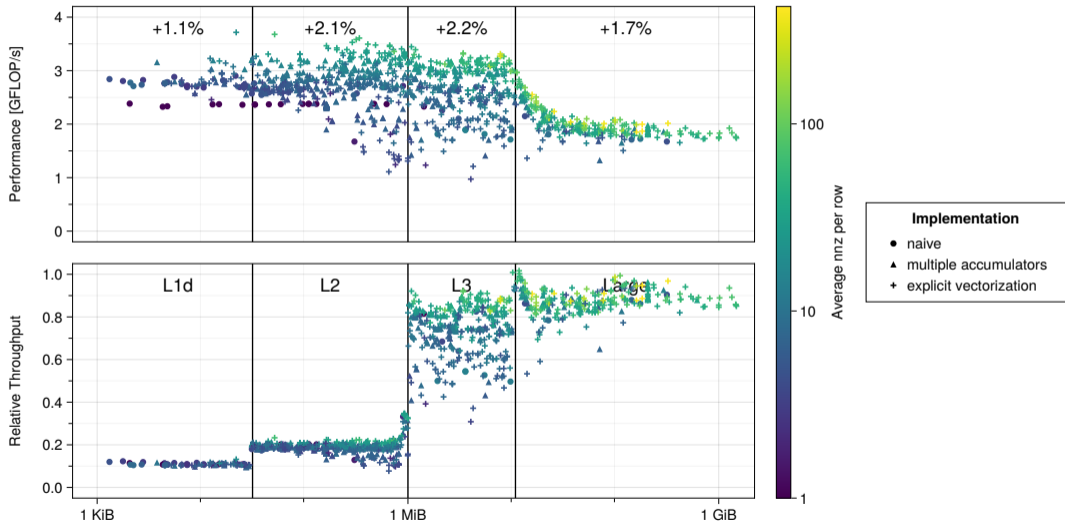 +1.1%
+2.1%
+2.2%
+1.7%
Performance [GFLOP/s]
4
3
2
1
0
L1d
L2
L3
Large
Relative Throughput
1.0
0.8
0.6
0.4
0.2
0.0
1 KiB
1 MiB
1 GiB
100
10
1
Average nnz per row
Implementation
naive
multiple accumulators
explicit vectorization